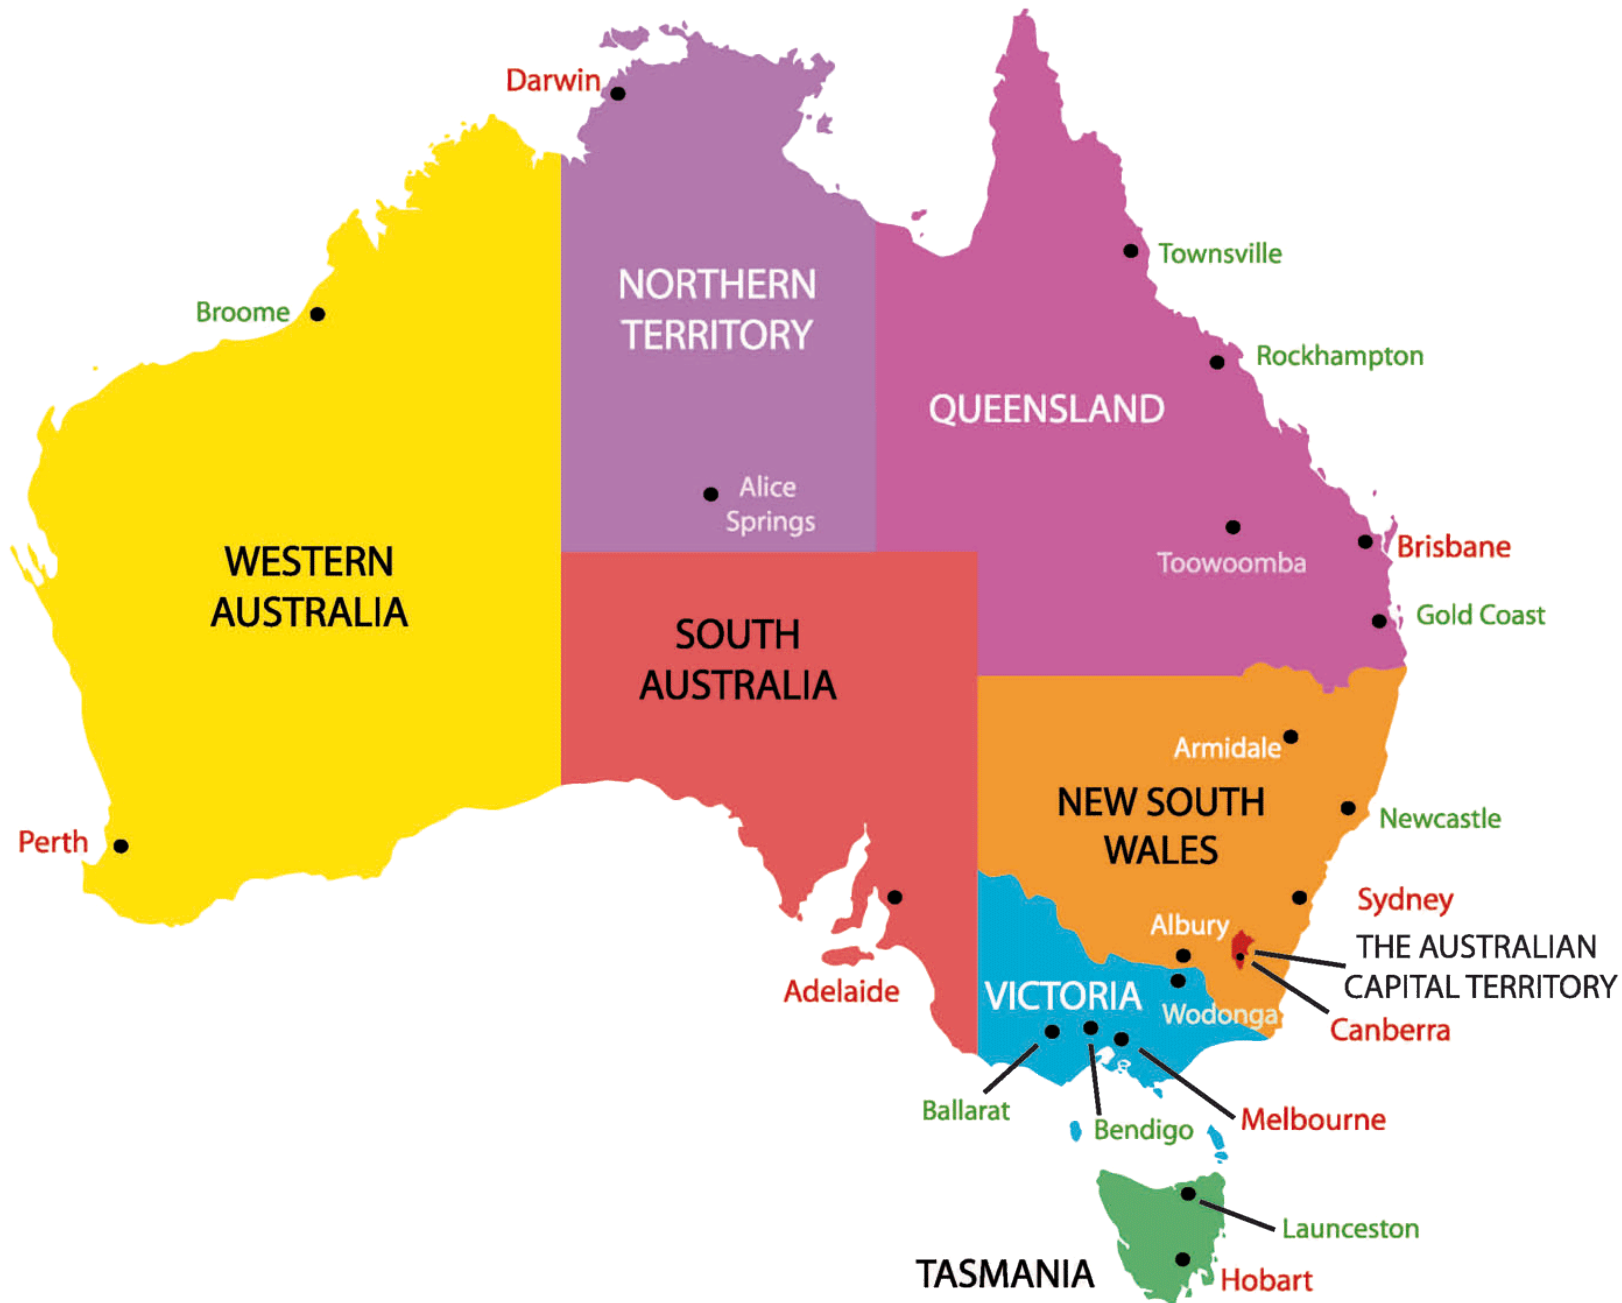 Darwin
Townsville
NORTHERN
TERRITORY
Broome
Rockhampton
QUEENSLAND
Alice
Springs
Brisbane
Toowoomba
WESTERN
AUSTRALIA
Gold Coast
SOUTH
AUSTRALIA
Armidale
NEW SOUTH
WALES
Newcastle
Perth
Sydney
Albury
THE AUSTRALIAN
CAPITAL TERRITORY
Adelaide
VICTORIA
Wodonga
Canberra
Ballarat
Bendigo
Melbourne
Launceston
TASMANIA
Hobart